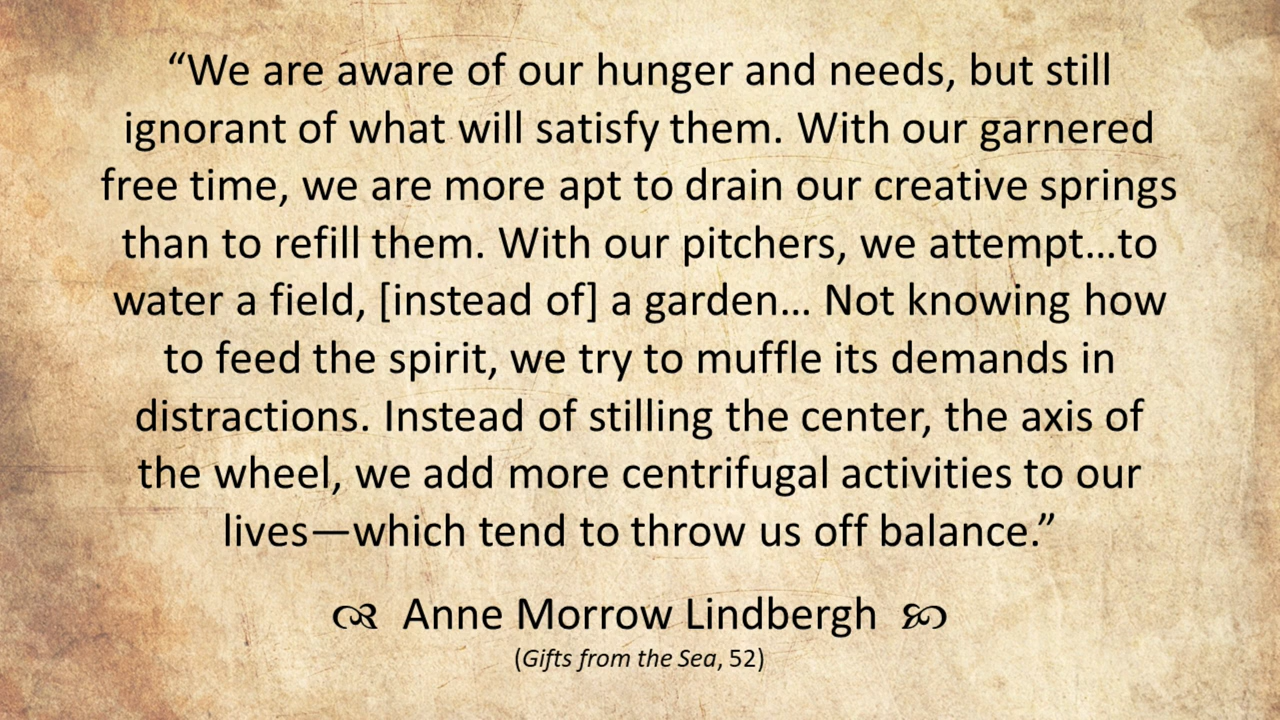 “We are aware of our hunger and needs, but still
ignorant of what will satisfy them. With our garnered
free time, we are more apt to drain our creative springs
than to refill them. With our pitchers, we attempt…to
water a field, [instead of] a garden… Not knowing how
to feed the spirit, we try to muffle its demands in
distractions. Instead of stilling the center, the axis of
the wheel, we add more centrifugal activities to our
lives—which tend to throw us off balance.”
Anne Morrow Lindbergh
(Gifts from the Sea, 52)